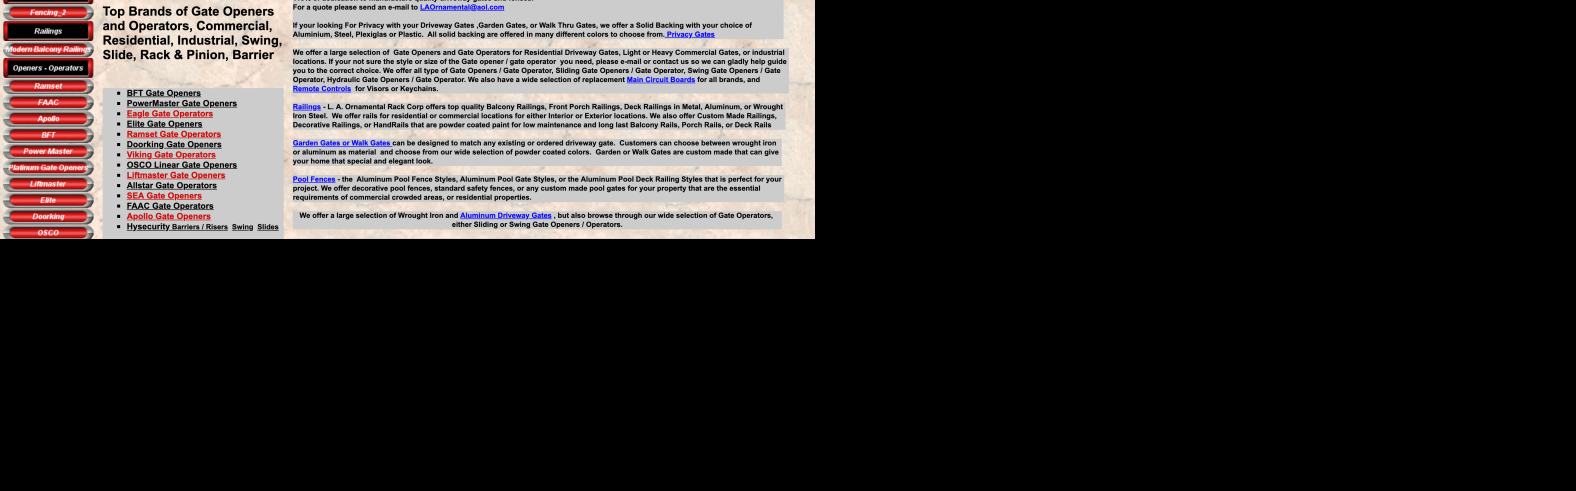 Fencing_2
Railings
Modern Balcony Railings
Openers - Operators
Ramset
FAAC
Apollo
BFT
Power Master
Platinum Gate Openers
Liftmaster
Elite
Doorking
OSCO
Top Brands of Gate Openers
and Operators, Commercial,
Residential, Industrial, Swing,
Slide, Rack & Pinion, Barrier
BFT Gate Openers
PowerMaster Gate Openers
Eagle Gate Operators
Elite Gate Openers
Ramset Gate Operators
Doorking Gate Openers
Viking Gate Operators
OSCO Linear Gate Openers
Liftmaster Gate Openers
Allstar Gate Operators
SEA Gate Openers
FAAC Gate Operators
Apollo Gate Openers
Hysecurity Barriers / Risers Swing Slides
For a quote please send an e-mail to LAOrnamental@aol.com
If your looking For Privacy with your Driveway Gates ,Garden Gates, or Walk Thru Gates, we offer a Solid Backing with your choice of
Aluminium, Steel, Plexiglas or Plastic. All solid backing are offered in many different colors to choose from. Privacy Gates
We offer a large selection of Gate Openers and Gate Operators for Residential Driveway Gates, Light or Heavy Commercial Gates, or industrial
locations. If your not sure the style or size of the Gate opener / gate operator you need, please e-mail or contact us so we can gladly help guide
you to the correct choice. We offer all type of Gate Openers / Gate Operator, Sliding Gate Openers / Gate Operator, Swing Gate Openers / Gate
Operator, Hydraulic Gate Openers / Gate Operator. We also have a wide selection of replacement Main Circuit Boards for all brands, and
Remote Controls for Visors or Keychains.
Railings - L. A. Ornamental Rack Corp offers top quality Balcony Railings, Front Porch Railings, Deck Railings in Metal, Aluminum, or Wrought
Iron Steel. We offer rails for residential or commercial locations for either Interior or Exterior locations. We also offer Custom Made Railings,
Decorative Railings, or HandRails that are powder coated paint for low maintenance and long last Balcony Rails, Porch Rails, or Deck Rails
Garden Gates or Walk Gates can be designed to match any existing or ordered driveway gate. Customers can choose between wrought iron
or aluminum as material and choose from our wide selection of powder coated colors. Garden or Walk Gates are custom made that can give
your home that special and elegant look.
Pool Fences - the Aluminum Pool Fence Styles, Aluminum Pool Gate Styles, or the Aluminum Pool Deck Railing Styles that is perfect for your
project. We offer decorative pool fences, standard safety fences, or any custom made pool gates for your property that are the essential
requirements of commercial crowded areas, or residential properties.
We offer a large selection of Wrought Iron and Aluminum Driveway Gates , but also browse through our wide selection of Gate Operators,
either Sliding or Swing Gate Openers / Operators.